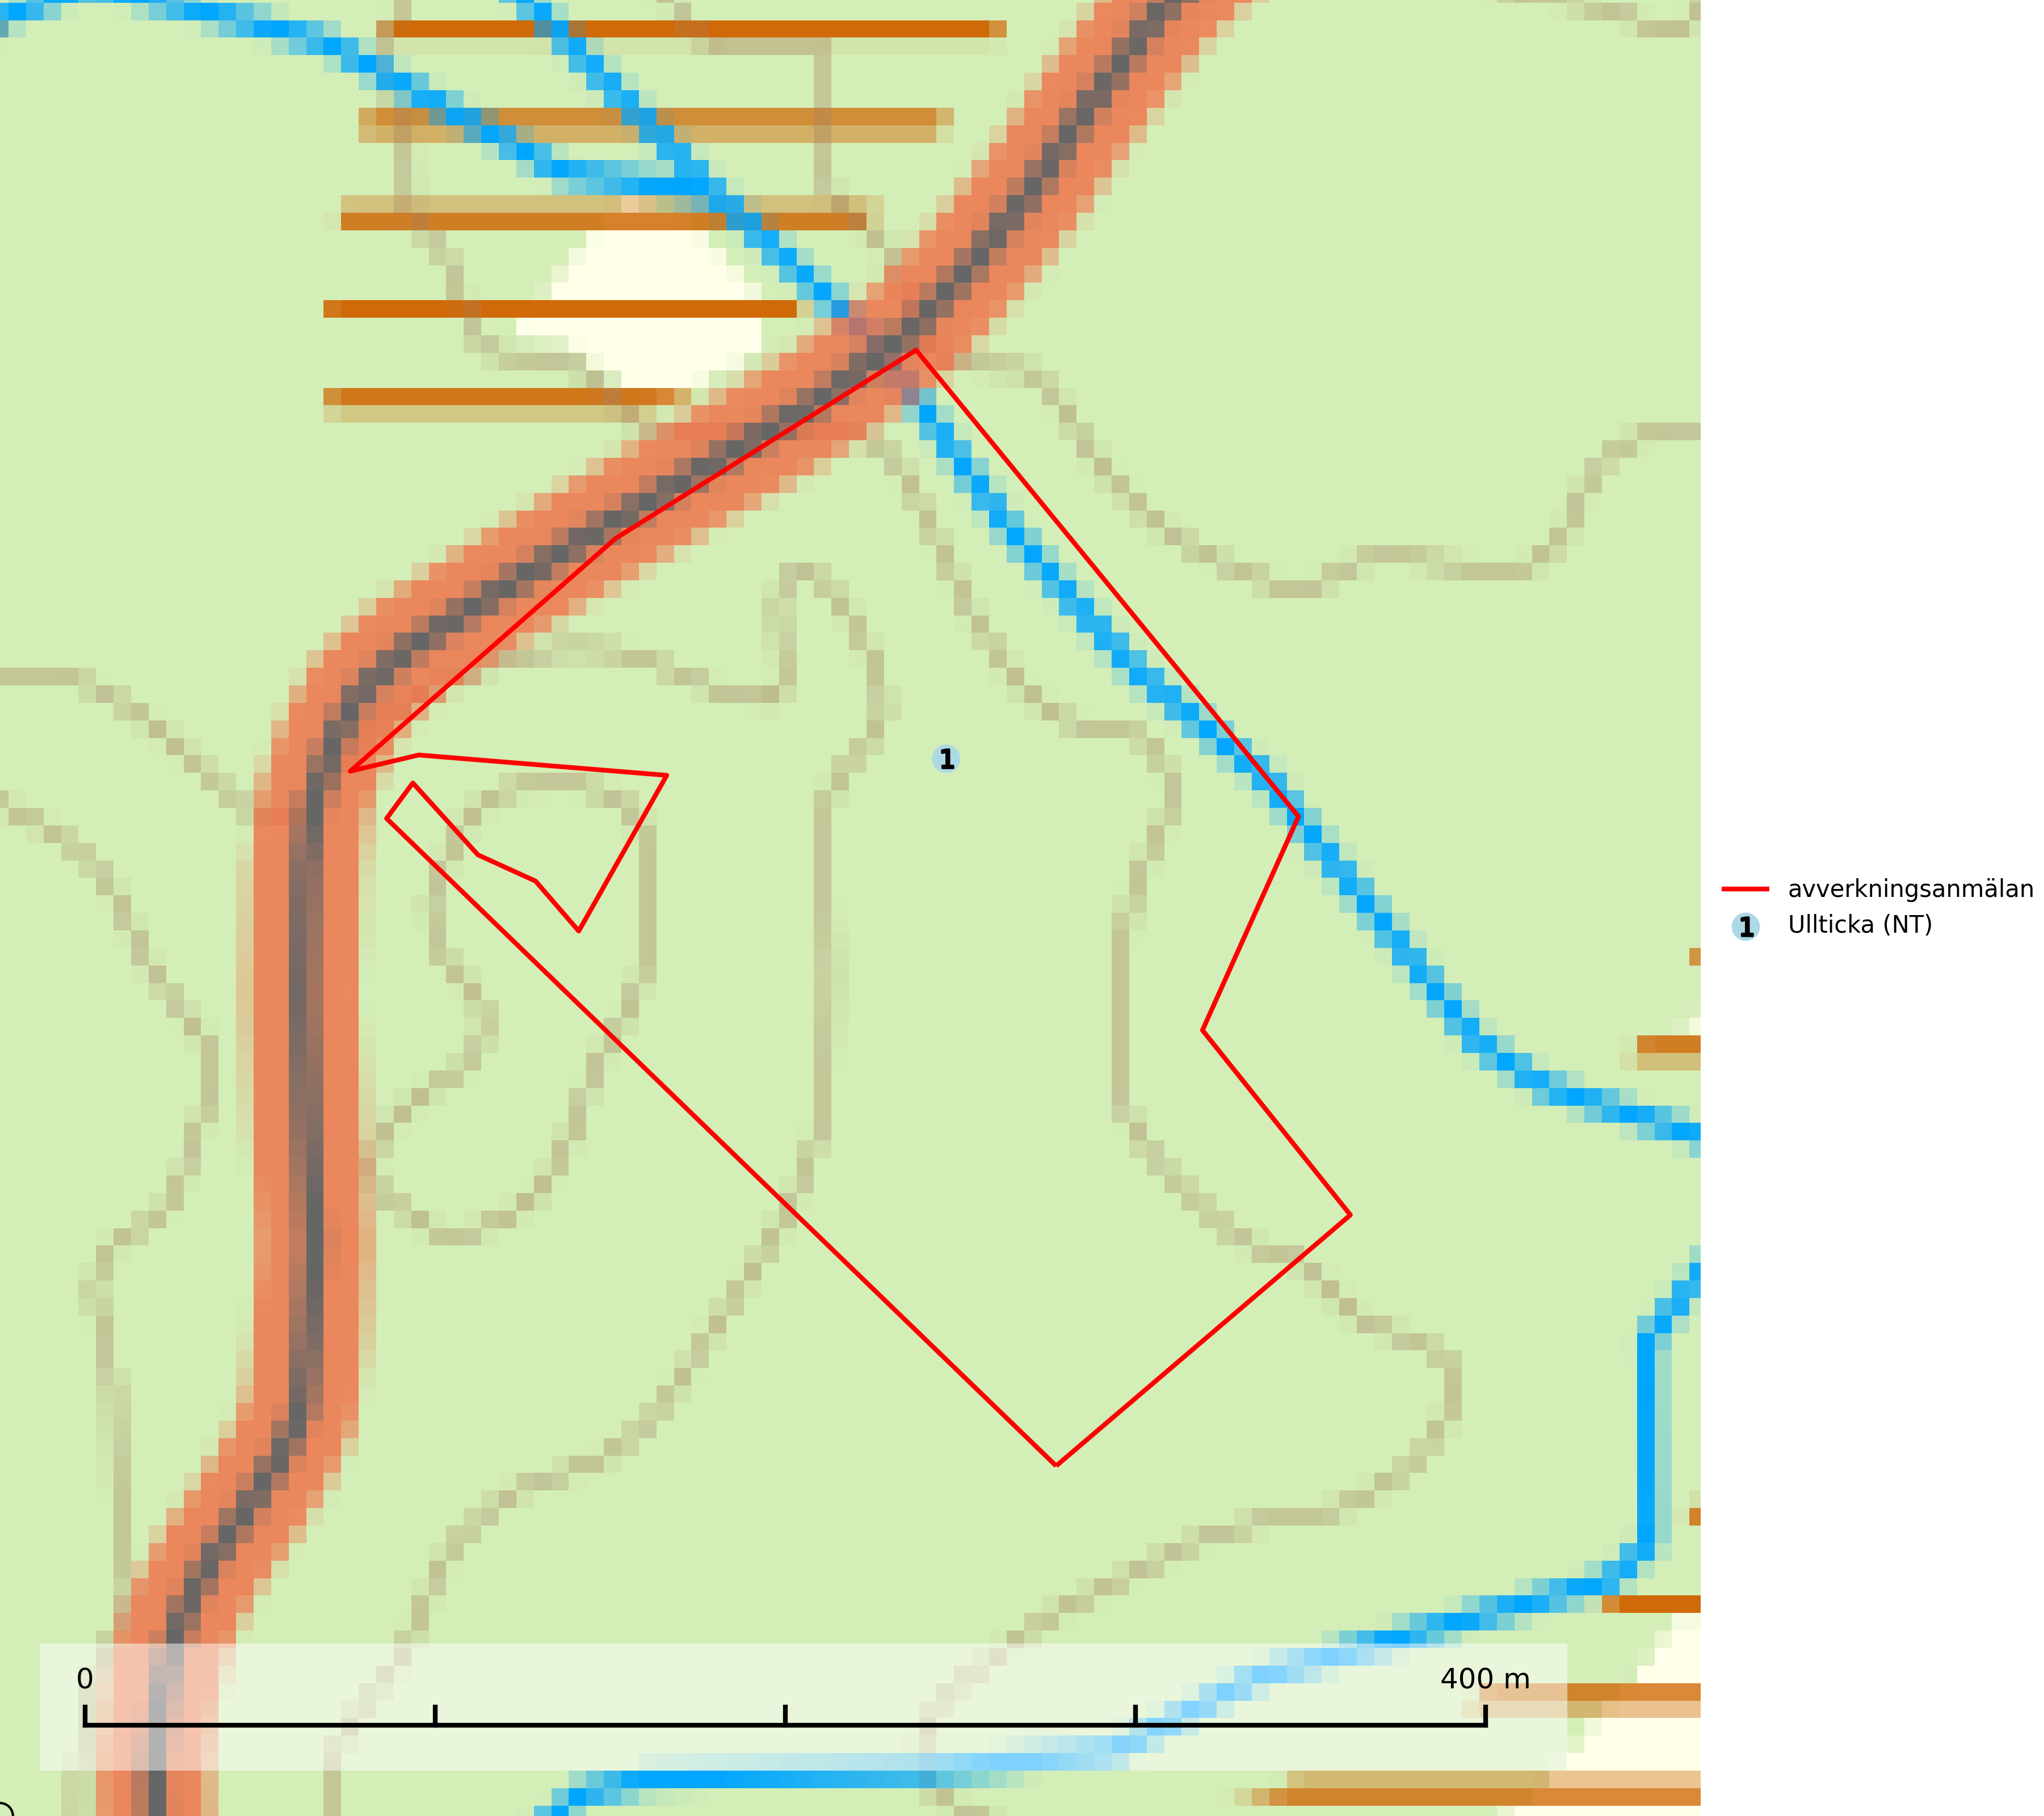 1
avverkningsanmälan
1 Ullticka (NT)
0 400 m